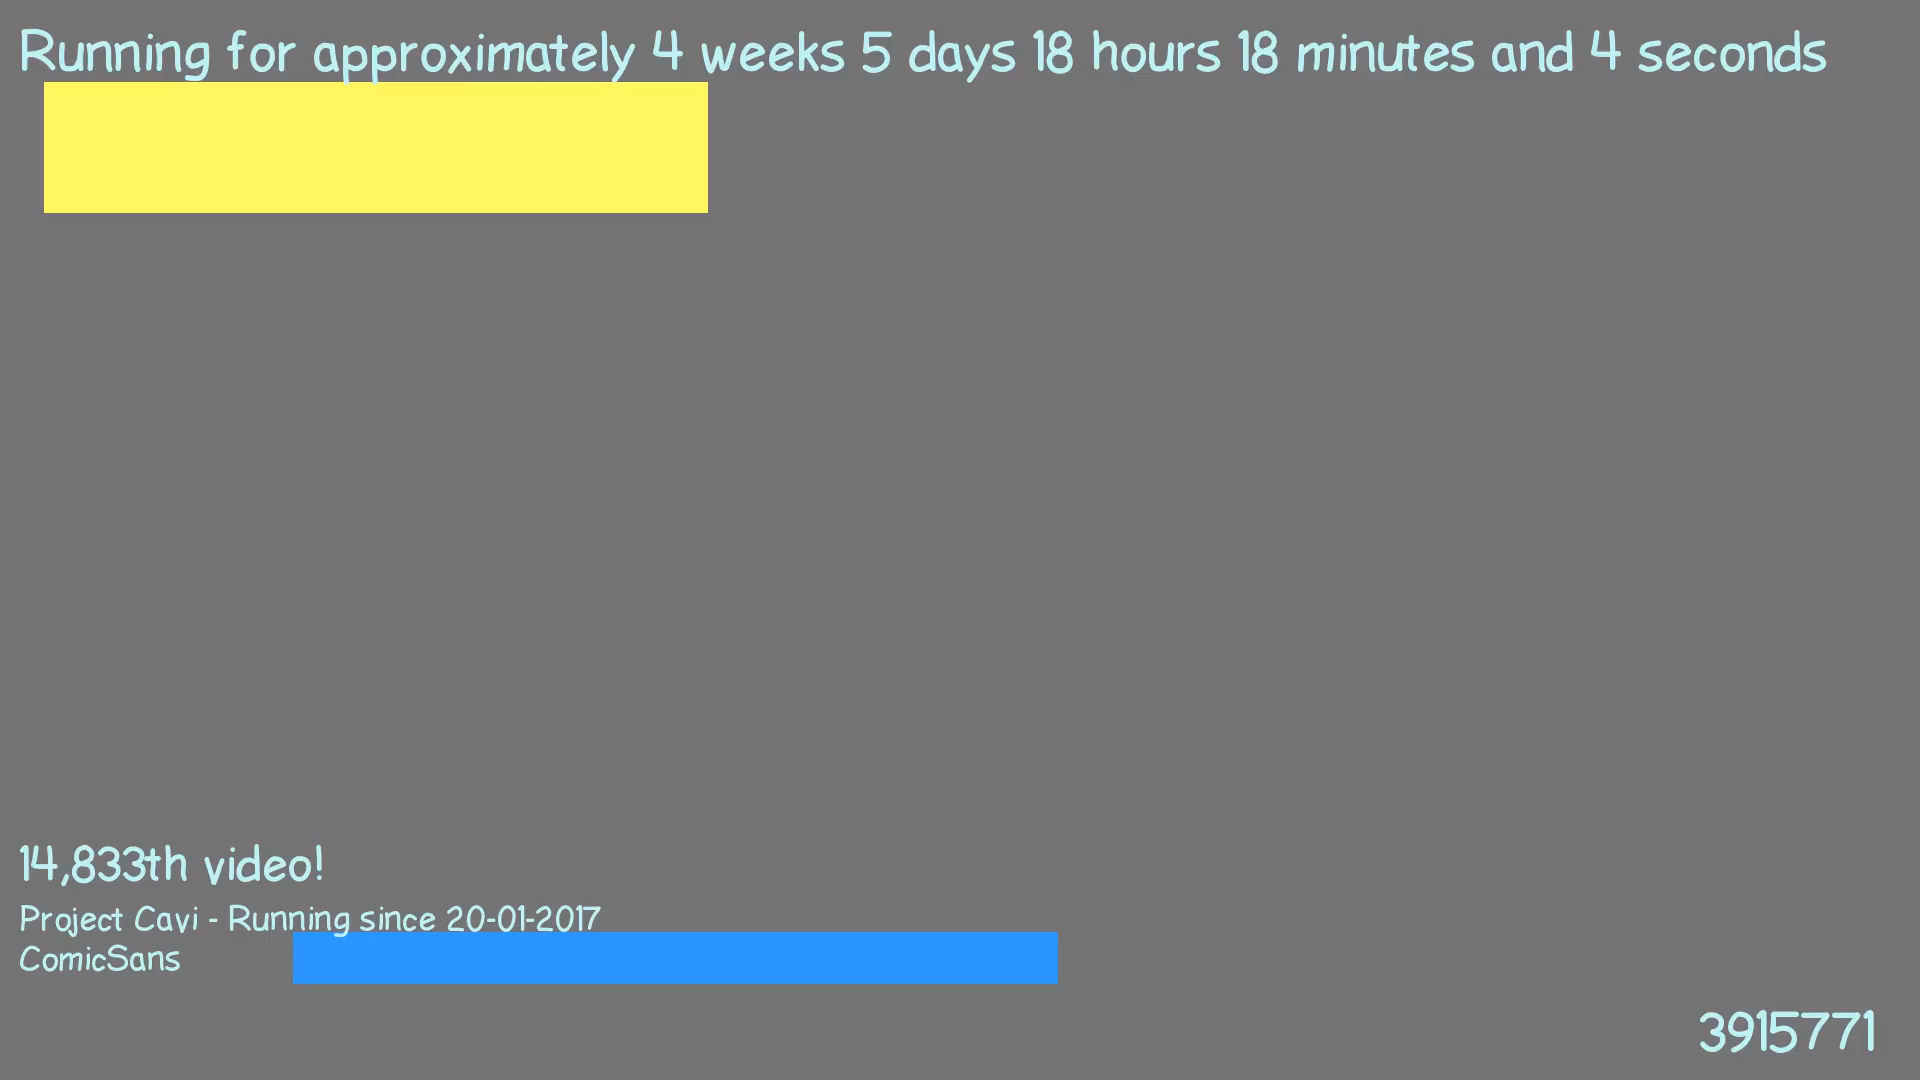 Running for approximately 4 weeks 5 days 18 hours 18 minutes and 4 seconds
14,833th video!
Project Cavi - Running since 20-01-2017
ComicSans
3915771